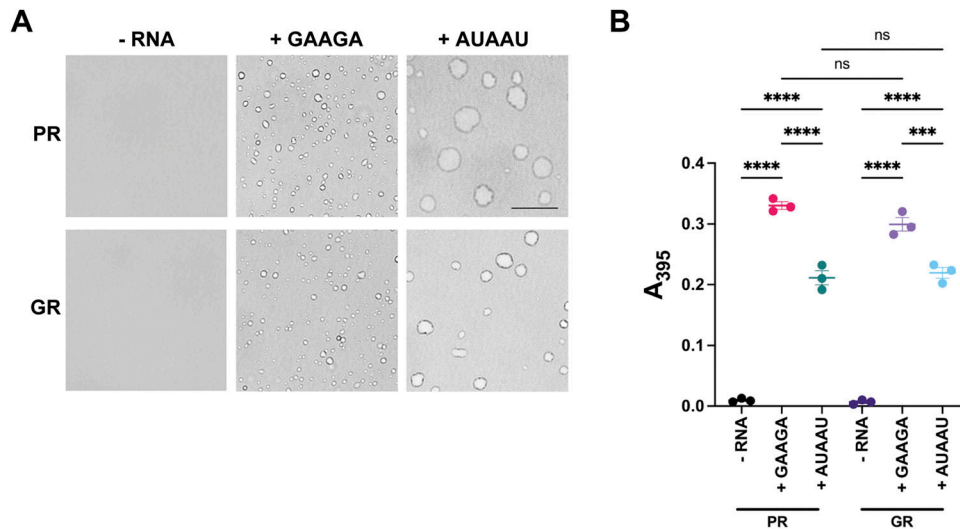 A
- RNA + GAAGA + AUAAU
PR
GR
B
ns
ns
**** ****
**** ***
**** ****
0.4
0.3
0.2
0.1
0.0
A395
- RNA
+ GAAGA
+ AUAAU
- RNA
+ GAAGA
+ AUAAU
PR GR